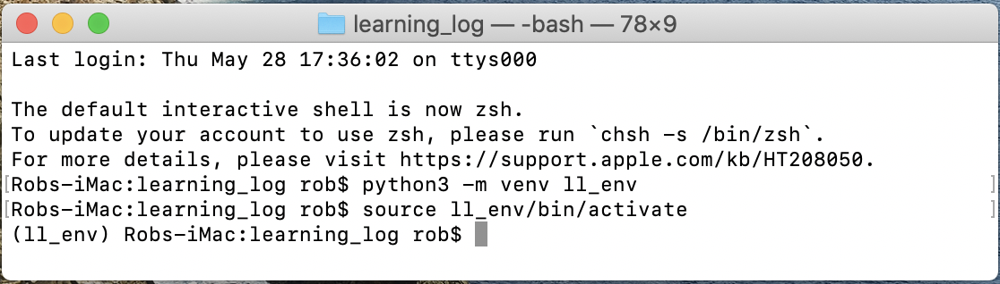 learning_log — -bash — 78×9
Last login: Thu May 28 17:36:02 on ttys000
The default interactive shell is now zsh.
To update your account to use zsh, please run `chsh -s /bin/zsh`.
For more details, please visit https://support.apple.com/kb/HT208050.
[Robs-iMac:learning_log rob$ python3 -m venv ll_env ]
[Robs-iMac:learning_log rob$ source ll_env/bin/activate ]
(ll_env) Robs-iMac:learning_log rob$